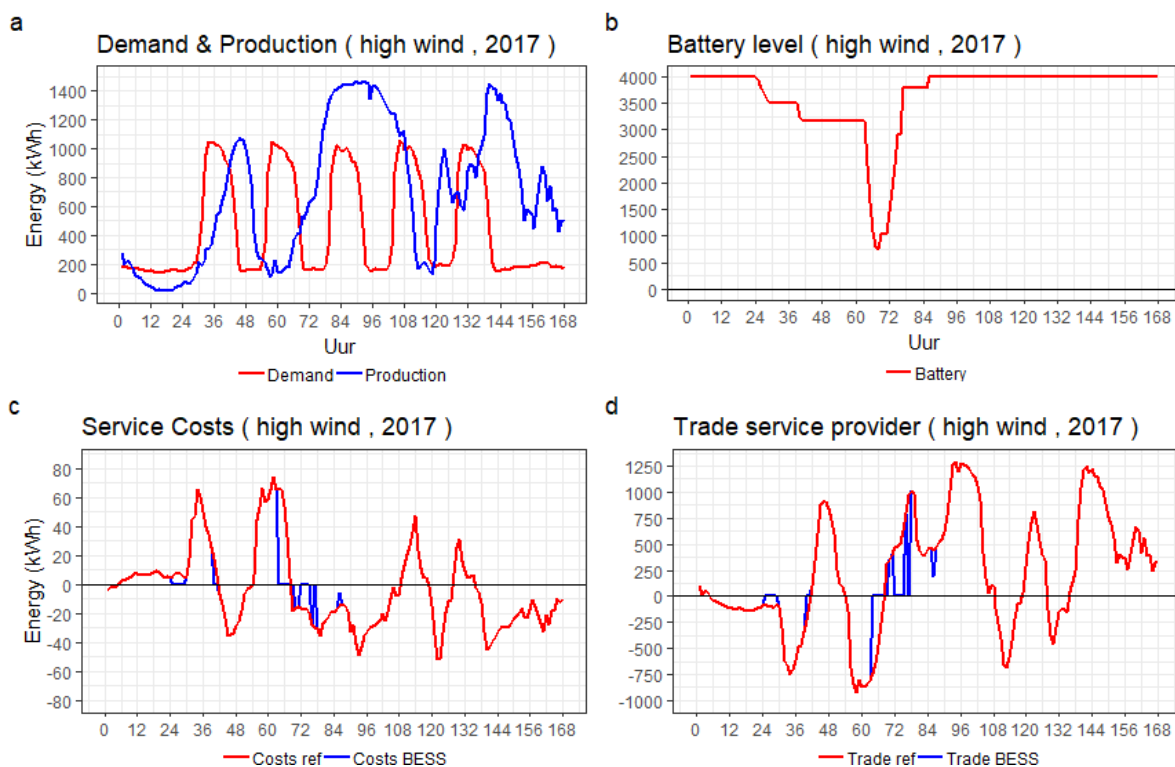 a
Demand & Production ( high wind , 2017 )
Energy (kWh)
1400
1200
1000
800
600
400
200
0
0 12 24 36 48 60 72 84 96 108 120 132 144 156 168
Uur
Demand Production
b
Battery level ( high wind , 2017 )
4000
3500
3000
2500
2000
1500
1000
500
0
0 12 24 36 48 60 72 84 96 108 120 132 144 156 168
Uur
Battery
c
Service Costs ( high wind , 2017 )
Energy (kWh)
80
60
40
20
0
-20
-40
-60
-80
0 12 24 36 48 60 72 84 96 108 120 132 144 156 168
Costs ref Costs BESS
d
Trade service provider ( high wind , 2017 )
1250
1000
750
500
250
0
-250
-500
-750
-1000
0 12 24 36 48 60 72 84 96 108 120 132 144 156 168
Trade ref Trade BESS